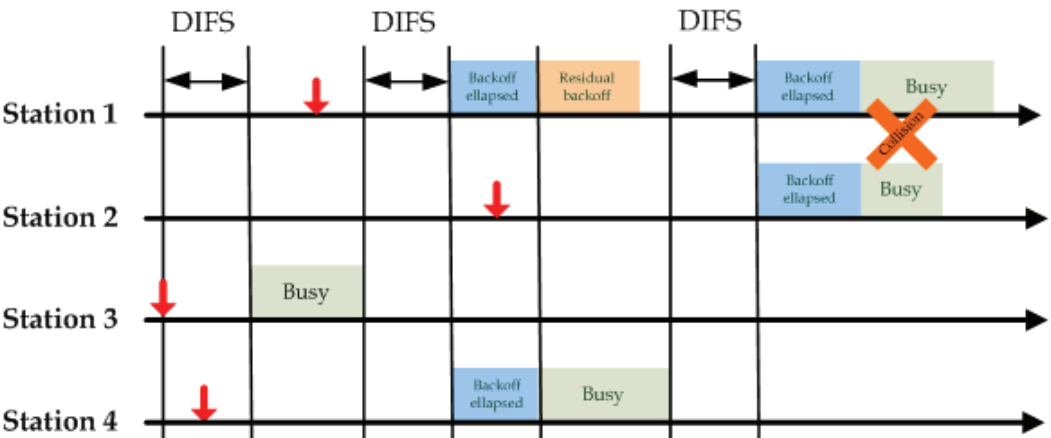 DIFS DIFS DIFS
Backoff
ellapsed
Residual
backoff
Backoff
ellapsed
Busy
Station 1
Collision
Backoff
ellapsed
Busy
Station 2
Busy
Station 3
Backoff
ellapsed
Busy
Station 4